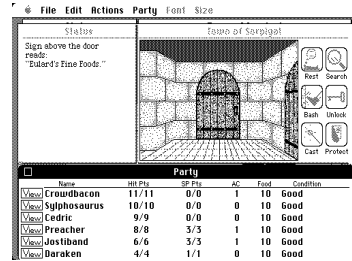 File Edit Actions Party Font Size
Status
Town of Sorpigal
Sign above the door
reads:
"Eulard's Fine Foods."
Rest Search
Bash Unlock
Cast Protect
Party
Name Hit Pts SP Pts AC Food Condition
View Crowdbacon 11/11 0/0 1 10 Good
View Sylphosaurus 10/10 0/0 0 10 Good
View Cedric 9/9 0/0 0 10 Good
View Preacher 8/8 3/3 1 10 Good
View Jostiband 6/6 3/3 1 10 Good
View Daraken 4/4 1/1 0 10 Good